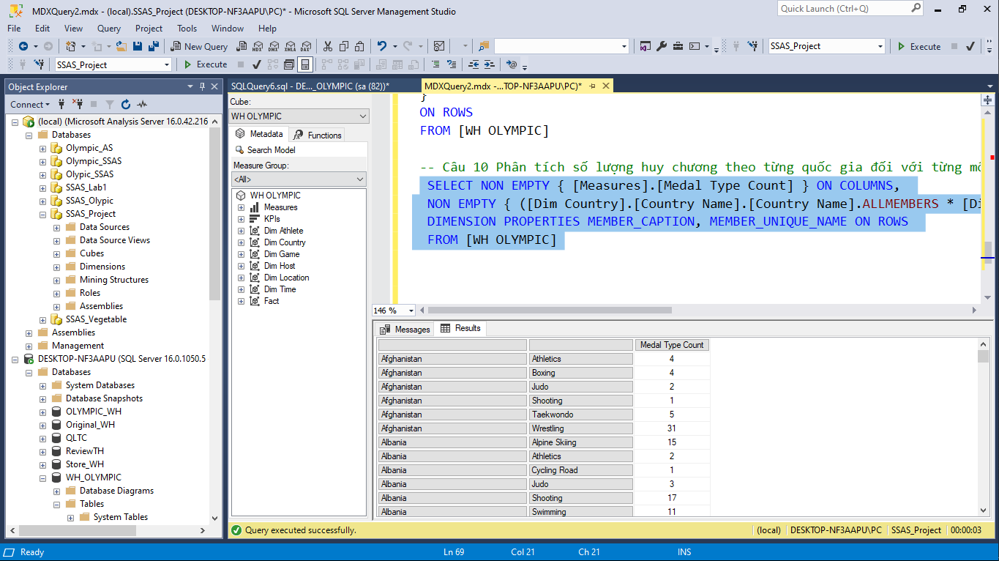 MDXQuery2.mdx - (local).SSAS_Project (DESKTOP-NF3AAPU\PC)* - Microsoft SQL Server Management Studio
Quick Launch (Ctrl+Q)
File Edit View Query Project Tools Window Help
New Query MDX DMX XMLA DAX SSAS_Project Execute
SSAS_Project Execute
Object Explorer
Connect
(local) (Microsoft Analysis Server 16.0.42.216
Databases
Olympic_AS
Olympic_SSAS
Olypic_SSAS
SSAS_Lab1
SSAS_Olypic
SSAS_Project
Data Sources
Data Source Views
Cubes
Dimensions
Mining Structures
Roles
Assemblies
SSAS_Vegetable
Assemblies
Management
DESKTOP-NF3AAPU (SQL Server 16.0.1050.5
Databases
System Databases
Database Snapshots
OLYMPIC_WH
Original_WH
QLTC
ReviewTH
Store_WH
WH_OLYMPIC
Database Diagrams
Tables
System Tables
SQLQuery6.sql - DE..._OLYMPIC (sa (82))*
MDXQuery2.mdx -...TOP-NF3AAPU\PC)*
Cube:
WH OLYMPIC
Metadata Functions
Search Model
Measure Group:
<All>
WH OLYMPIC
Measures
KPIs
Dim Athlete
Dim Country
Dim Game
Dim Host
Dim Location
Dim Time
Fact
}
ON ROWS
FROM [WH OLYMPIC]
-- Câu 10 Phân tích số lượng huy chương theo từng quốc gia đối với từng mô
SELECT NON EMPTY { [Measures].[Medal Type Count] } ON COLUMNS,
NON EMPTY { ([Dim Country].[Country Name].[Country Name].ALLMEMBERS * [Di
DIMENSION PROPERTIES MEMBER_CAPTION, MEMBER_UNIQUE_NAME ON ROWS
FROM [WH OLYMPIC]
146 %
Messages Results
Medal Type Count
Afghanistan Athletics 4
Afghanistan Boxing 4
Afghanistan Judo 2
Afghanistan Shooting 1
Afghanistan Taekwondo 5
Afghanistan Wrestling 31
Albania Alpine Skiing 15
Albania Athletics 2
Albania Cycling Road 1
Albania Judo 3
Albania Shooting 17
Albania Swimming 11
Query executed successfully. (local) DESKTOP-NF3AAPU\PC SSAS_Project 00:00:03
Ready Ln 69 Col 21 Ch 21 INS